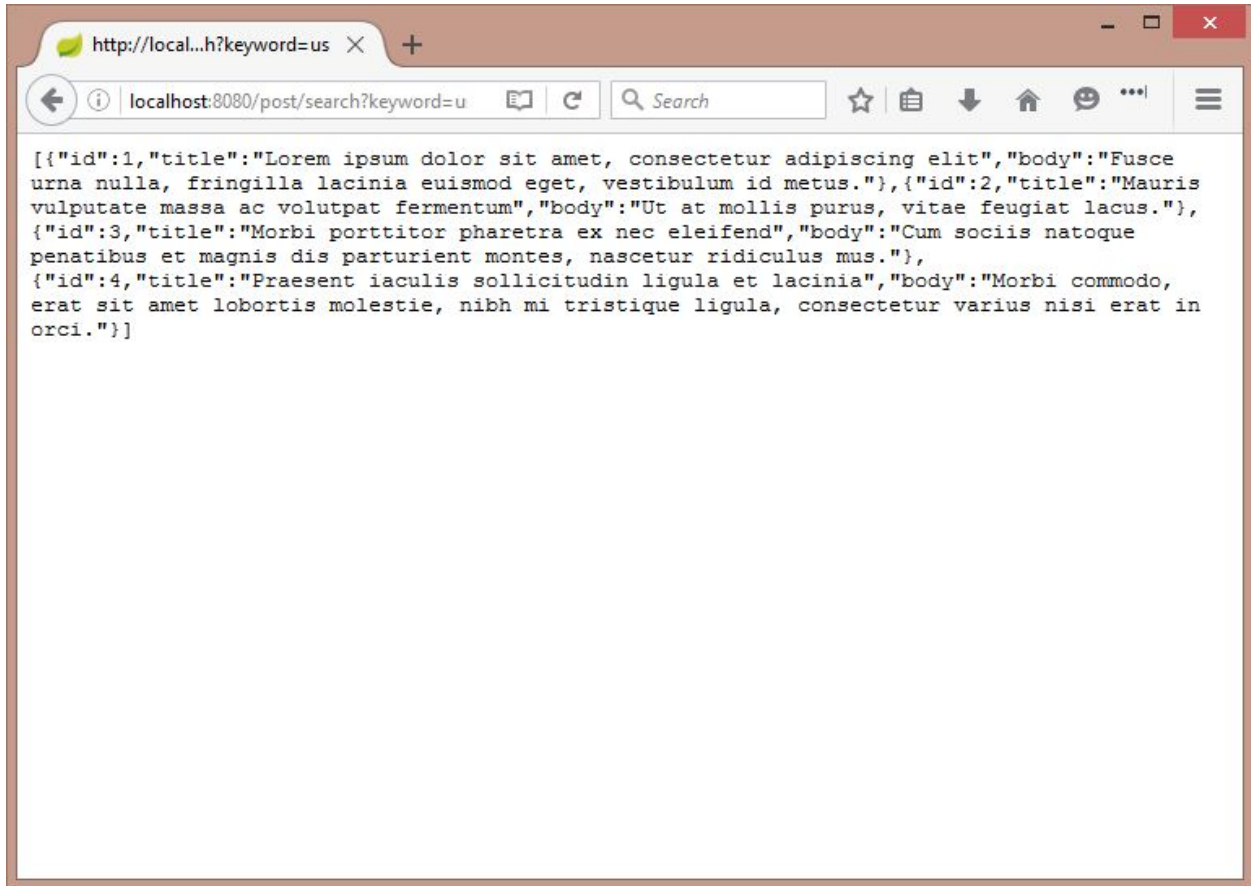 http://local...h?keyword=us
localhost:8080/post/search?keyword=u
Search
[{"id":1,"title":"Lorem ipsum dolor sit amet, consectetur adipiscing elit","body":"Fusce
urna nulla, fringilla lacinia euismod eget, vestibulum id metus."},{"id":2,"title":"Mauris
vulputate massa ac volutpat fermentum","body":"Ut at mollis purus, vitae feugiat lacus."},
{"id":3,"title":"Morbi porttitor pharetra ex nec eleifend","body":"Cum sociis natoque
penatibus et magnis dis parturient montes, nascetur ridiculus mus."},
{"id":4,"title":"Praesent iaculis sollicitudin ligula et lacinia","body":"Morbi commodo,
erat sit amet lobortis molestie, nibh mi tristique ligula, consectetur varius nisi erat in
orci."}]